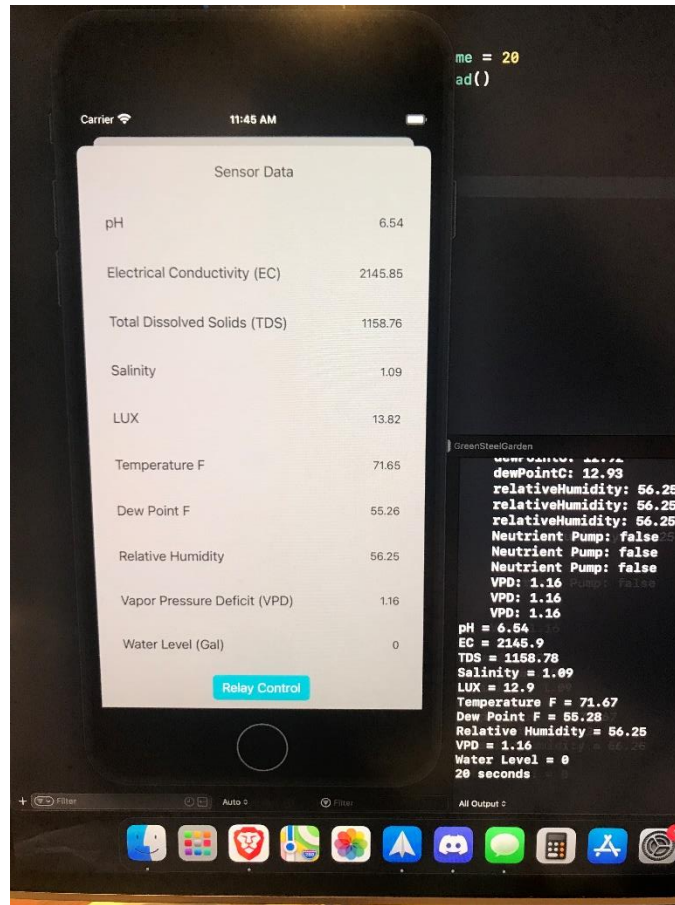 me = 20
ad()
Carrier 11:45 AM
Sensor Data
pH 6.54
Electrical Conductivity (EC) 2145.85
Total Dissolved Solids (TDS) 1158.76
Salinity 1.09
LUX 13.82
Temperature F 71.65
Dew Point F 55.26
Relative Humidity 56.25
Vapor Pressure Deficit (VPD) 1.16
Water Level (Gal) 0
Relay Control
GreenSteelGarden
dewPointC: 12.93
relativeHumidity: 56.25
relativeHumidity: 56.25
relativeHumidity: 56.25
Neutrient Pump: false
Neutrient Pump: false
Neutrient Pump: false
VPD: 1.16
VPD: 1.16
VPD: 1.16
pH = 6.54
EC = 2145.9
TDS = 1158.78
Salinity = 1.09
LUX = 12.9
Temperature F = 71.67
Dew Point F = 55.28
Relative Humidity = 56.25
VPD = 1.16
Water Level = 0
20 seconds
Filter Auto Filter All Output